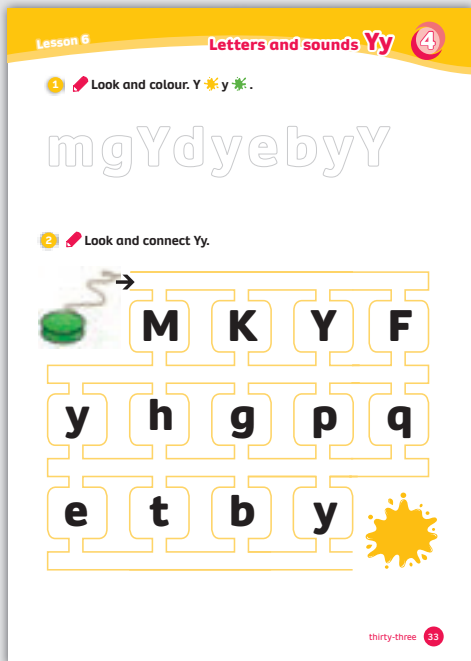 Lesson 6
Letters and sounds Yy 4
1 Look and colour. Y y .
mgYdyebyY
2 Look and connect Yy.
M K Y F
y h g p q
e t b y
thirty-three 33